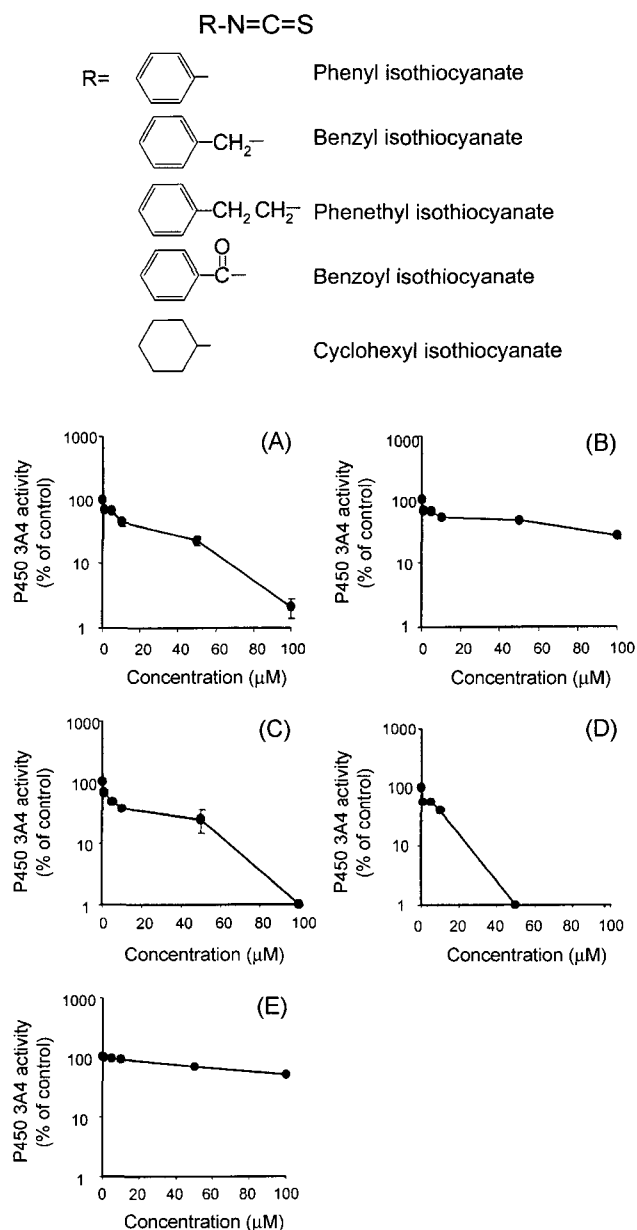 R-N=C=S
R=
Phenyl isothiocyanate
CH2
Benzyl isothiocyanate
CH2 CH2
Phenethyl isothiocyanate
O
C
Benzoyl isothiocyanate
Cyclohexyl isothiocyanate
(A)
P450 3A4 activity
(% of control)
1000
100
10
1
0 20 40 60 80 100
Concentration (μM)
(B)
P450 3A4 activity
(% of control)
1000
100
10
1
0 20 40 60 80 100
Concentration (μM)
(C)
P450 3A4 activity
(% of control)
1000
100
10
1
0 20 40 60 80 100
Concentration (μM)
(D)
P450 3A4 activity
(% of control)
1000
100
10
1
0 20 40 60 80 100
Concentration (μM)
(E)
P450 3A4 activity
(% of control)
1000
100
10
1
0 20 40 60 80 100
Concentration (μM)